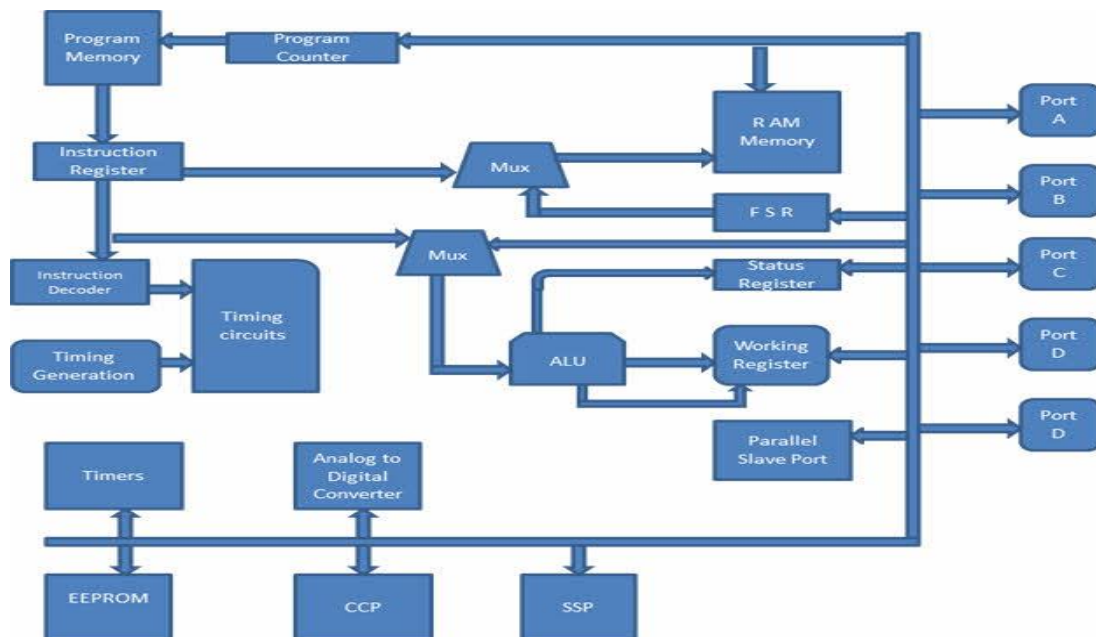 Program
Memory
Program
Counter
Port
A
R AM
Memory
Instruction
Register
Mux
Port
B
F S R
Mux
Status
Register
Port
C
Instruction
Decoder
Timing
circuits
Timing
Generation
ALU
Working
Register
Port
D
Parallel
Slave Port
Port
D
Timers
Analog to
Digital
Converter
EEPROM
CCP
SSP